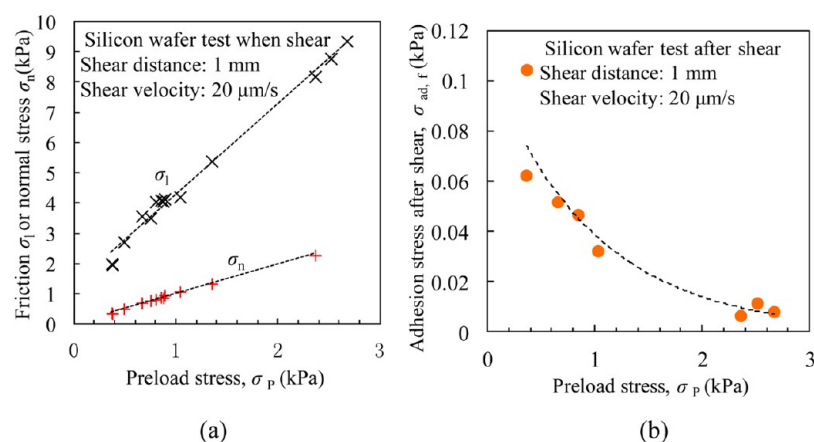 10
9
8
7
6
5
4
3
2
1
0
Friction σl or normal stress σn(kPa)
Silicon wafer test when shear
Shear distance: 1 mm
Shear velocity: 20 μm/s
σl
σn
0 1 2 3
Preload stress, σP (kPa)
(a)
0.12
0.1
0.08
0.06
0.04
0.02
0
Adhesion stress after shear, σad, f (kPa)
Silicon wafer test after shear
Shear distance: 1 mm
Shear velocity: 20 μm/s
0 1 2 3
Preload stress, σP (kPa)
(b)